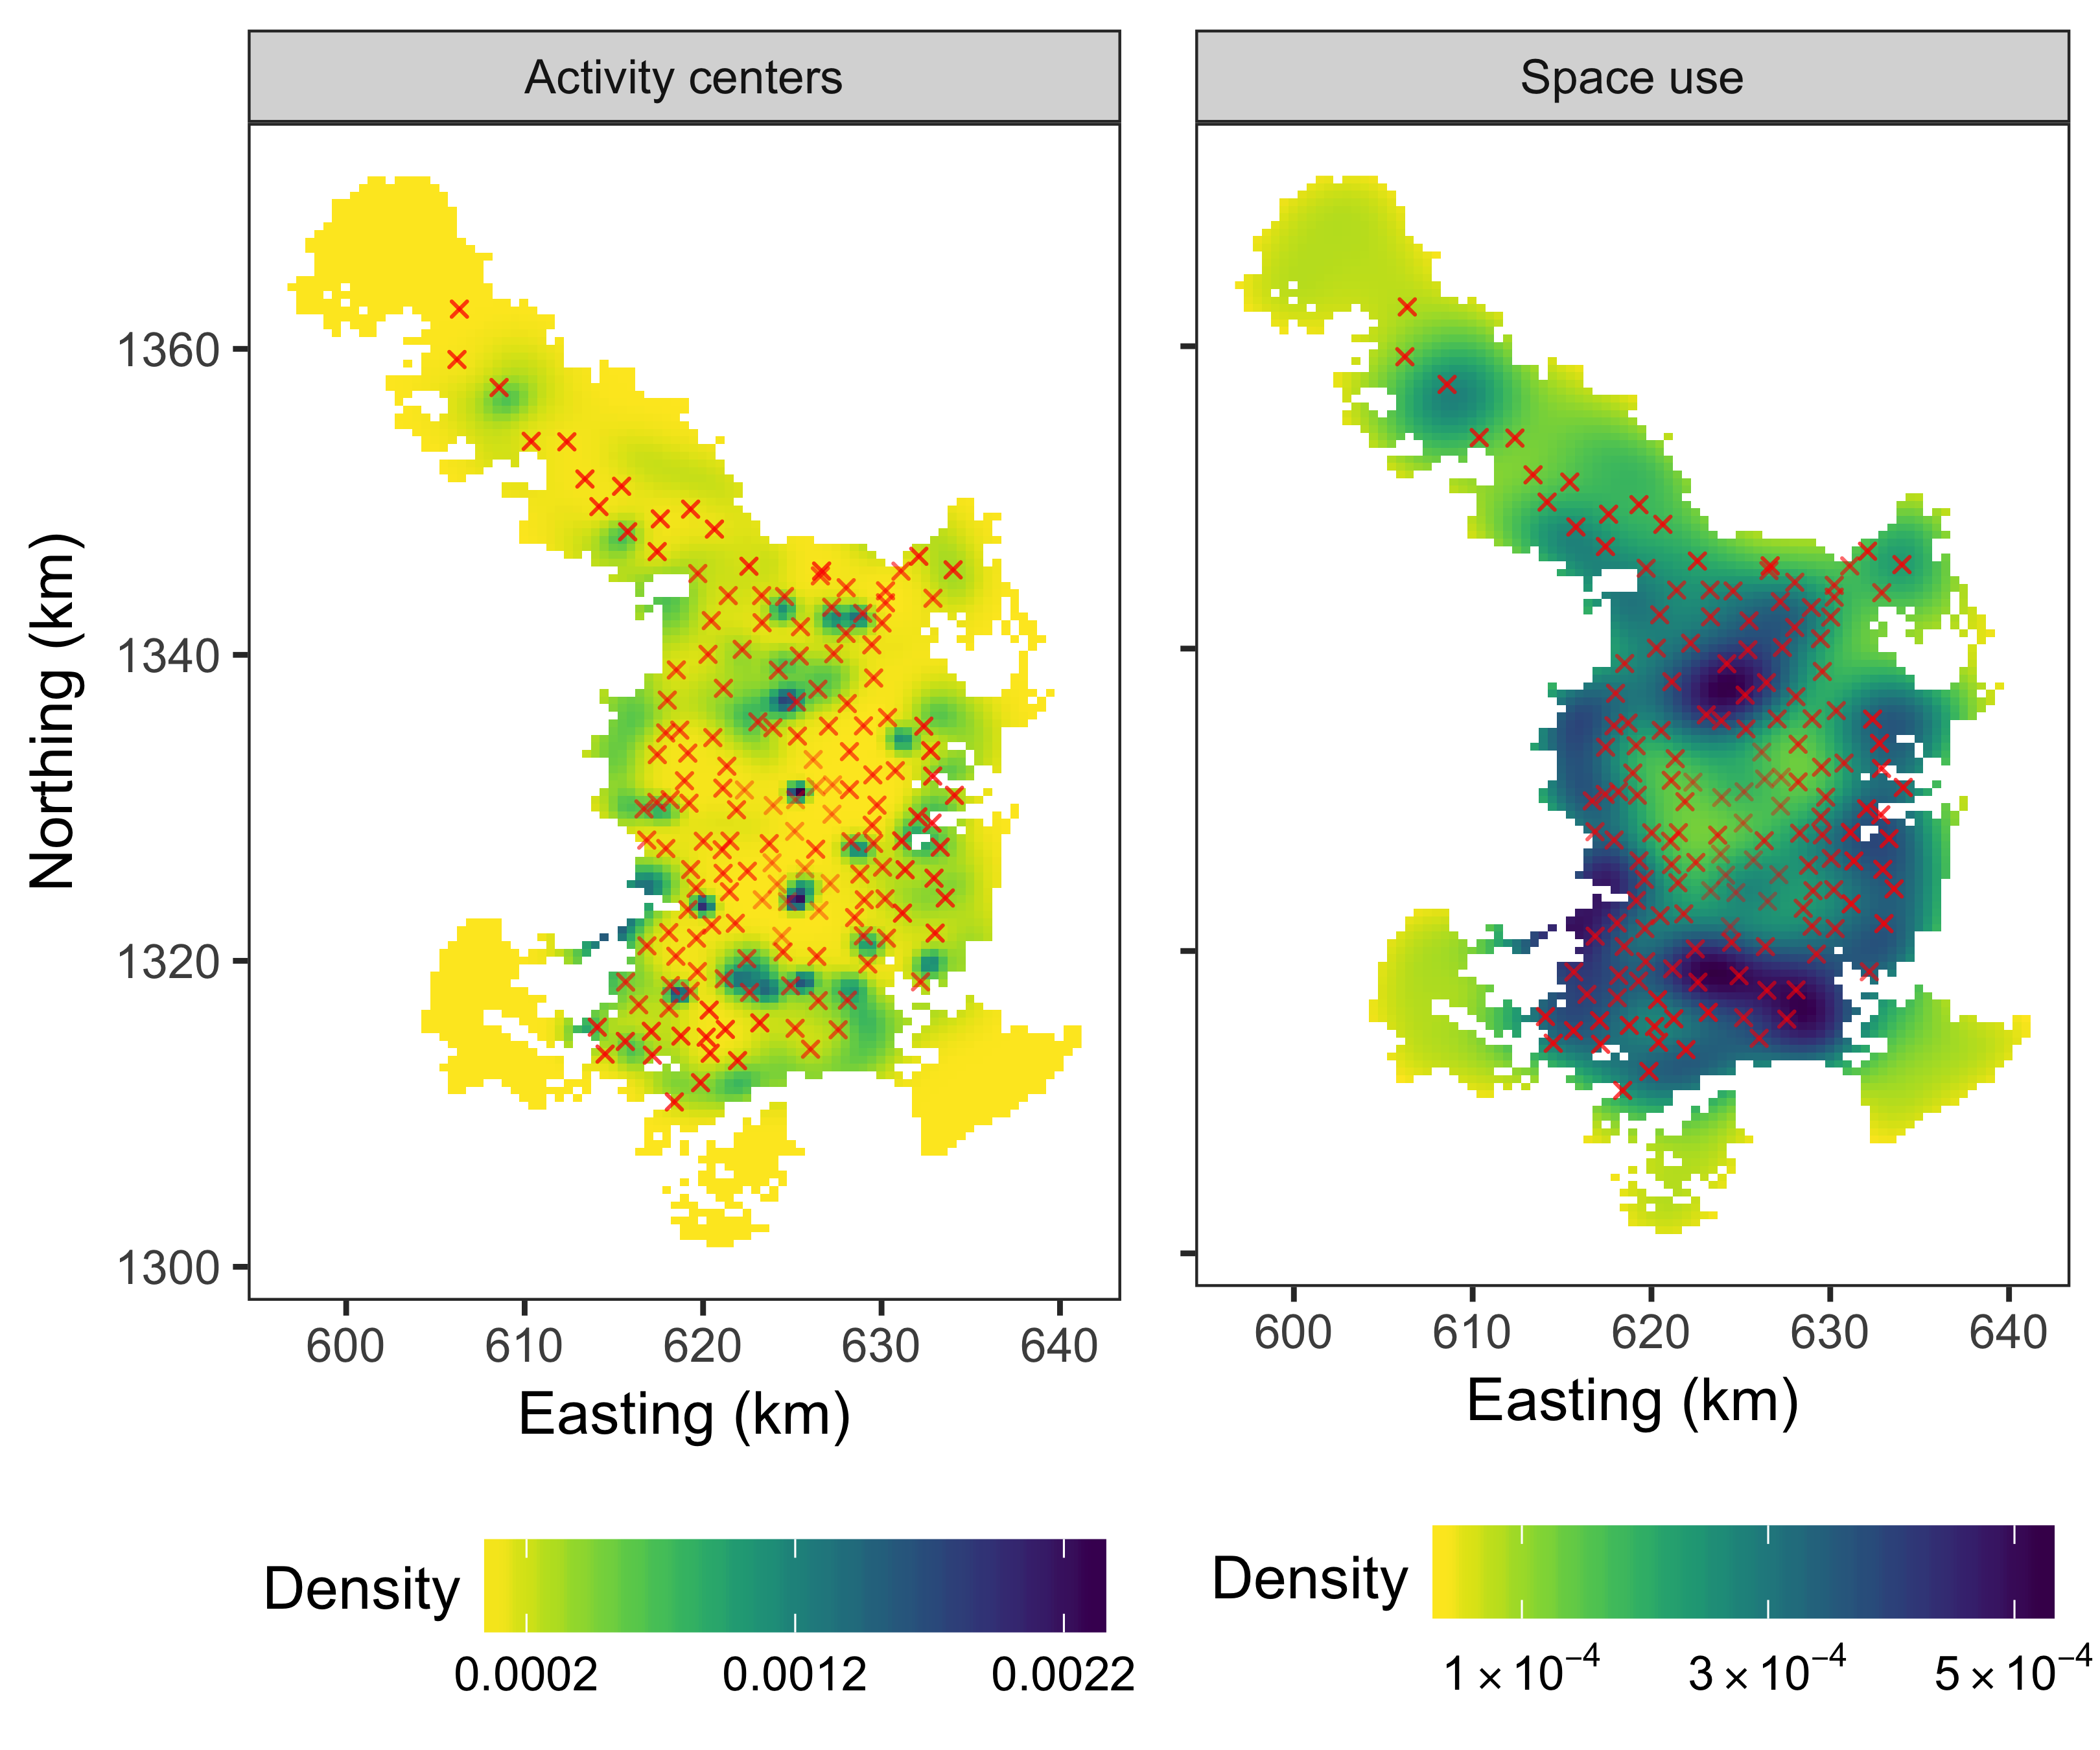 Activity centers
Space use
Northing (km)
1360
1340
1320
1300
600 610 620 630 640
600 610 620 630 640
Easting (km)
Easting (km)
Density
0.0002 0.0012 0.0022
Density
1×10⁻⁴ 3×10⁻⁴ 5×10⁻⁴